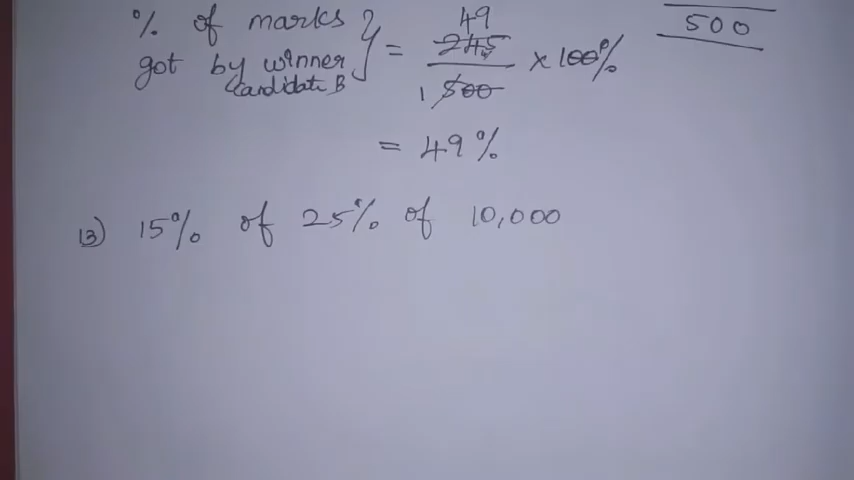 % of marks
got by winner
Candidate B
} = 49
245
1 500
× 100%
500
= 49%
13) 15% of 25% of 10,000